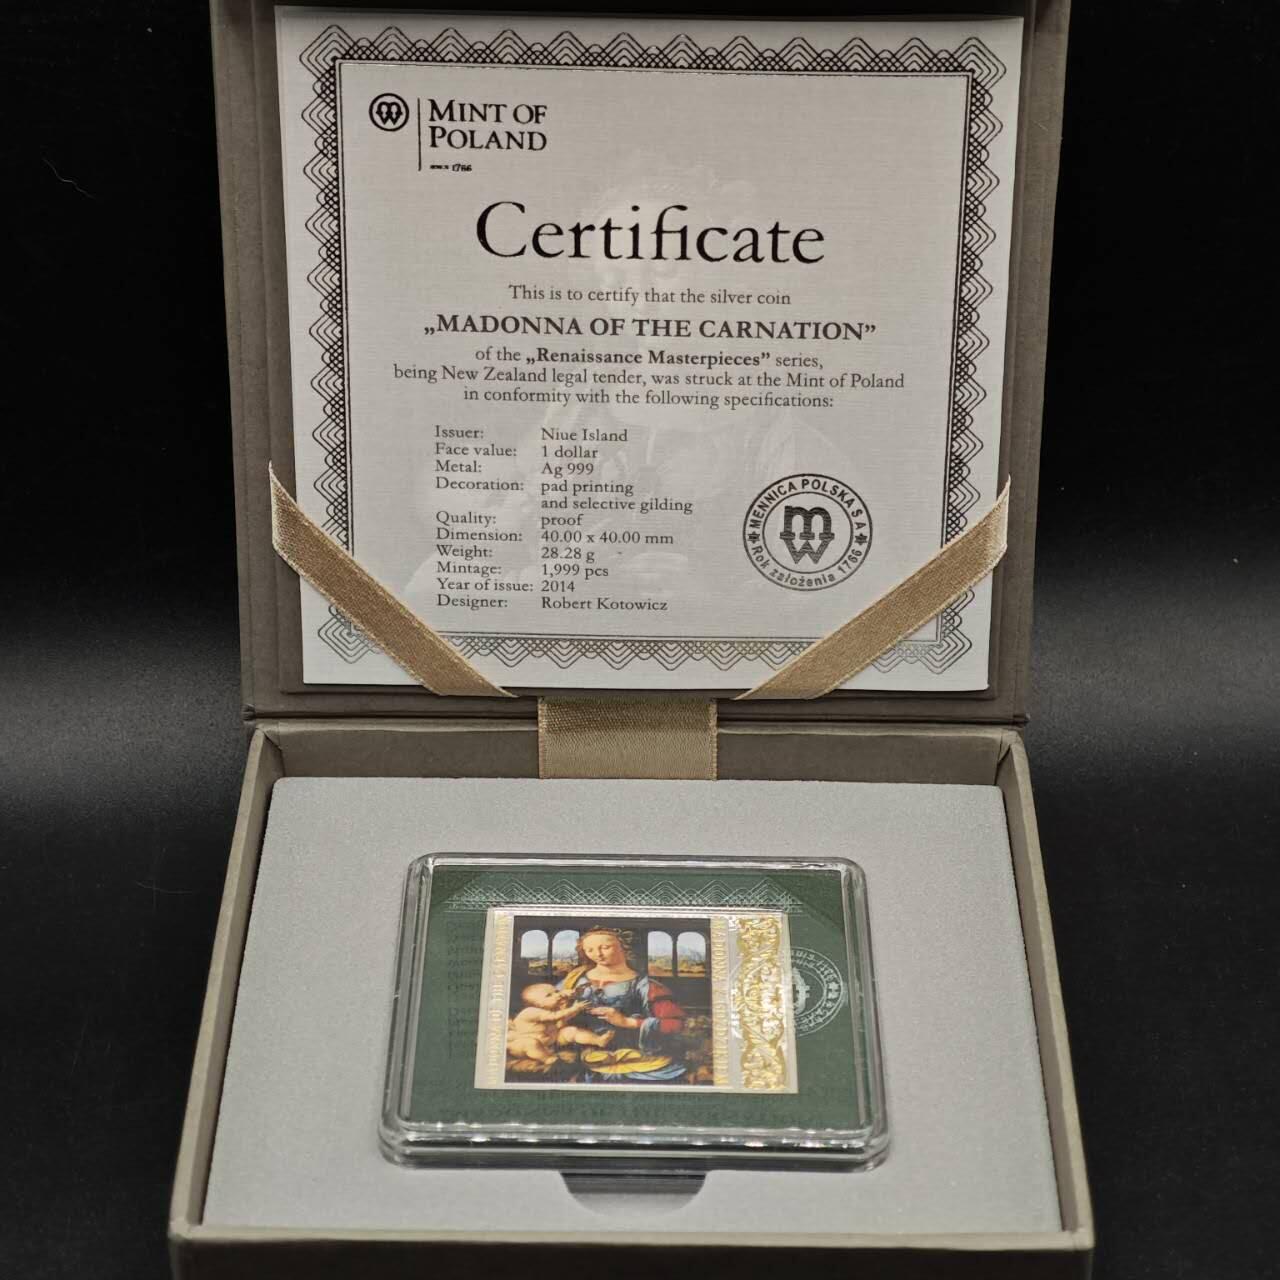 MINT OF
POLAND
SINCE 1766
Certificate
This is to certify that the silver coin
„MADONNA OF THE CARNATION”
of the „Renaissance Masterpieces” series,
being New Zealand legal tender, was struck at the Mint of Poland
in conformity with the following specifications:
Issuer: Niue Island
Face value: 1 dollar
Metal: Ag 999
Decoration: pad printing
and selective gilding
Quality: proof
Dimension: 40.00 x 40.00 mm
Weight: 28.28 g
Mintage: 1,999 pcs
Year of issue: 2014
Designer: Robert Kotowicz
MENNICA POLSKA S A
Rok założenia 1766
MADONNA OF THE CARNATION